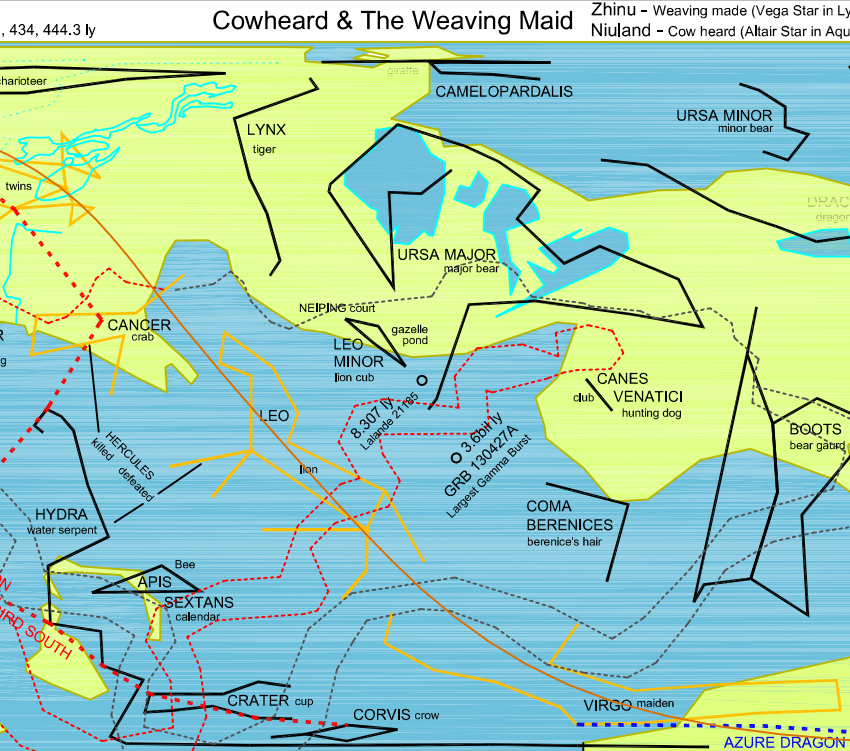 , 434, 444.3 ly
Cowheard & The Weaving Maid
Zhinu - Weaving made (Vega Star in Ly
Niuland - Cow heard (Altair Star in Aqu
charioteer
giraffe
CAMELOPARDALIS
URSA MINOR
minor bear
LYNX
tiger
twins
DRAC
dragon
URSA MAJOR
major bear
NEIPING court
CANCER
crab
gazelle
pond
LEO
MINOR
lion cub
R
g
CANES
VENATICI
club
hunting dog
8.307 ly
Lalande 21185
LEO
lion
3.6bil ly
GRB 130427A
Largest Gamma Burst
BOOTS
bear gaurd
HERCULES
killed defeated
HYDRA
water serpent
COMA
BERENICES
berenice's hair
Bee
APIS
SEXTANS
calendar
ON
IRD SOUTH
CRATER cup
CORVIS crow
VIRGO maiden
AZURE DRAGON